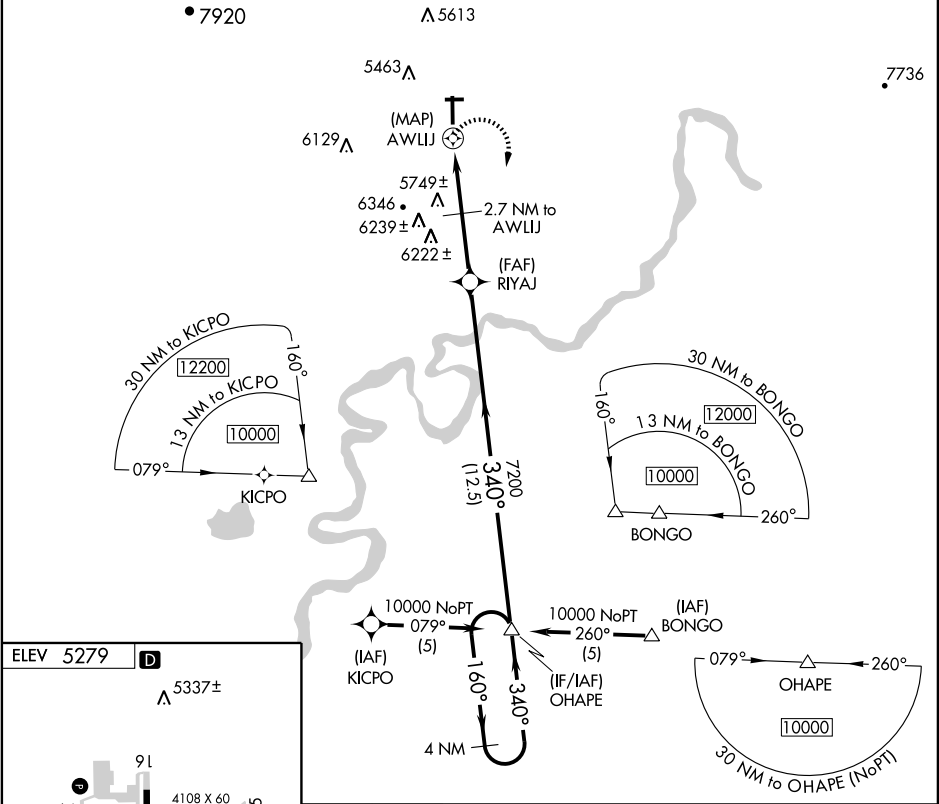 7920
5613
5463
7736
(MAP)
AWLIJ
6129
5749±
6346
2.7 NM to
AWLIJ
6239±
6222±
(FAF)
RIYAJ
30 NM to KICPO
12200
160°
13 NM to KICPO
10000
079°
KICPO
30 NM to BONGO
12000
160°
13 NM to BONGO
10000
260°
BONGO
7200
340°
(12.5)
10000 NoPT
079°
(5)
(IAF)
KICPO
10000 NoPT
260°
(5)
(IAF)
BONGO
(IF/IAF)
OHAPE
160°
340°
4 NM
079°
260°
OHAPE
10000
30 NM to OHAPE (NoPT)
ELEV 5279
D
5337±
16
P
4108 X 60